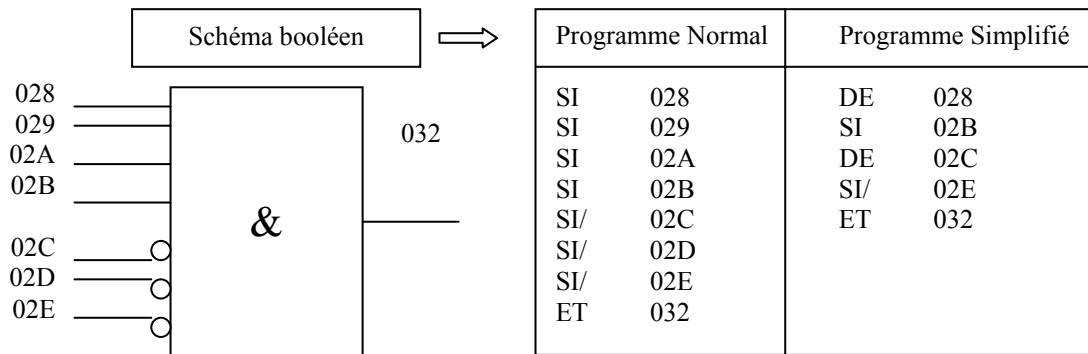 Schéma booléen
Programme Normal
Programme Simplifié
028
029
02A
02B
02C
02D
02E
&
032
SI 028
SI 029
SI 02A
SI 02B
SI/ 02C
SI/ 02D
SI/ 02E
ET 032
DE 028
SI 02B
DE 02C
SI/ 02E
ET 032